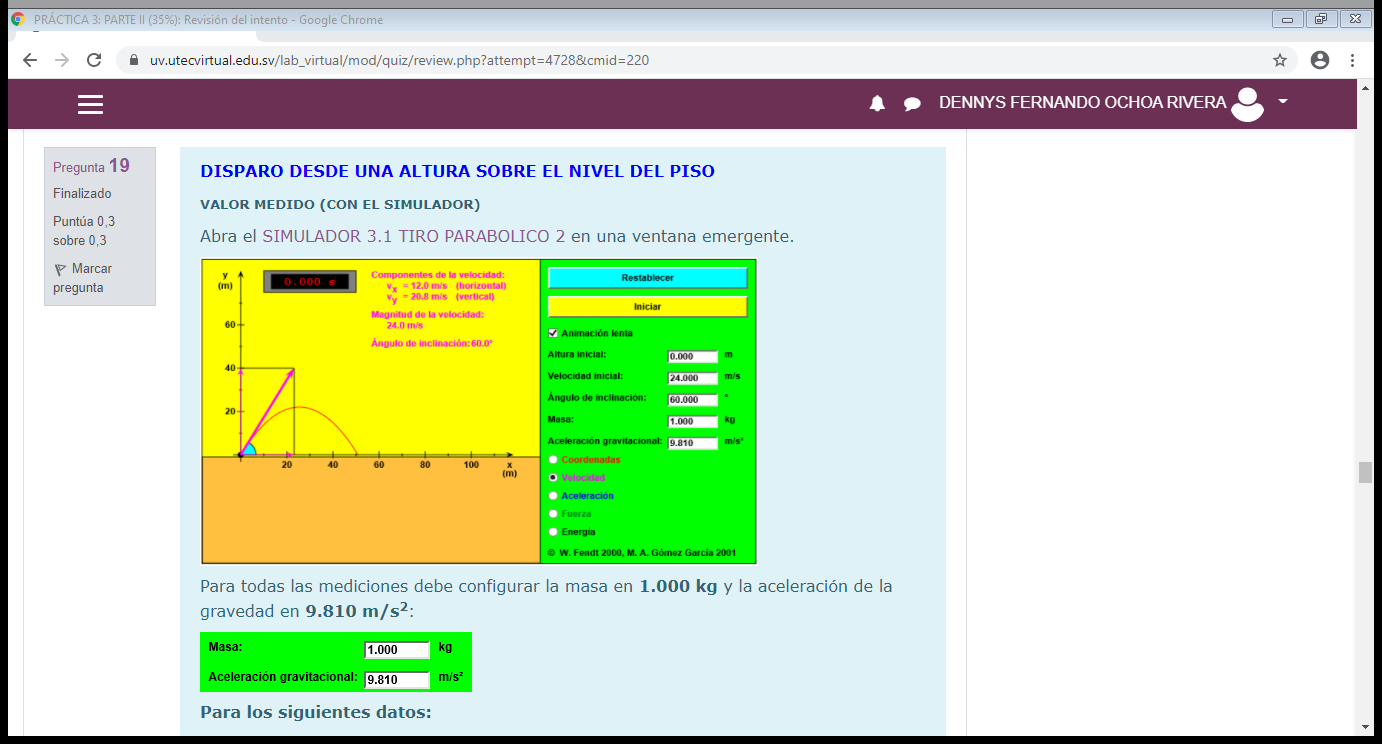 PRÁCTICA 3: PARTE II (35%): Revisión del intento - Google Chrome
uv.utecvirtual.edu.sv/lab_virtual/mod/quiz/review.php?attempt=4728&cmid=220
DENNYS FERNANDO OCHOA RIVERA
Pregunta 19
Finalizado
Puntúa 0,3
sobre 0,3
Marcar
pregunta
DISPARO DESDE UNA ALTURA SOBRE EL NIVEL DEL PISO
VALOR MEDIDO (CON EL SIMULADOR)
Abra el SIMULADOR 3.1 TIRO PARABOLICO 2 en una ventana emergente.
y
(m)
60
40
20
20 40 60 80 100 x
(m)
0.000 s
Componentes de la velocidad:
vx = 12.0 m/s (horizontal)
vy = 20.8 m/s (vertical)
Magnitud de la velocidad:
24.0 m/s
Ángulo de inclinación: 60.0°
Restablecer
Iniciar
Animación lenta
Altura inicial: 0.000 m
Velocidad inicial: 24.000 m/s
Ángulo de inclinación: 60.000 °
Masa: 1.000 kg
Aceleración gravitacional: 9.810 m/s²
Coordenadas
Velocidad
Aceleración
Fuerza
Energía
© W. Fendt 2000, M. A. Gómez García 2001
Para todas las mediciones debe configurar la masa en 1.000 kg y la aceleración de la
gravedad en 9.810 m/s²:
Masa: 1.000 kg
Aceleración gravitacional: 9.810 m/s²
Para los siguientes datos: